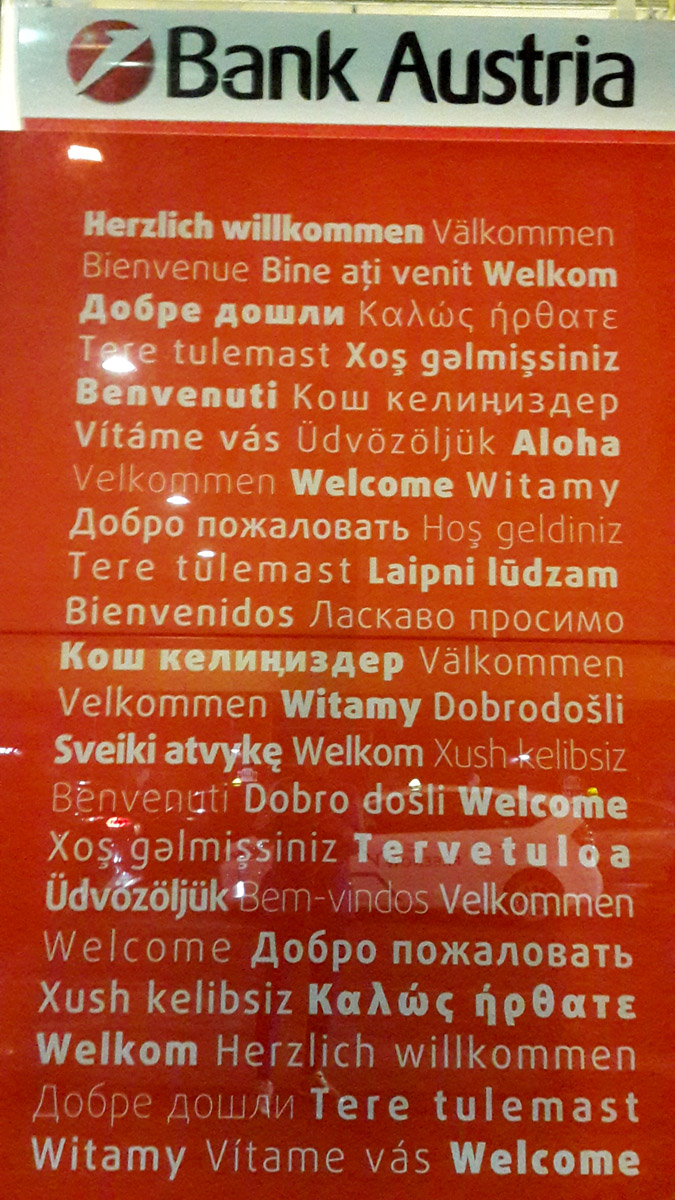 Bank Austria
Herzlich willkommen Välkommen
Bienvenue Bine ați venit Welkom
Добре дошли Καλώς ήρθατε
Tere tulemast Xoş gəlmişsiniz
Benvenuti Кош келиңиздер
Vítáme vás Üdvözöljük Aloha
Velkommen Welcome Witamy
Добро пожаловать Hoş geldiniz
Tere tulemast Laipni lūdzam
Bienvenidos Ласкаво просимо
Кош келиңиздер Välkommen
Velkommen Witamy Dobrodošli
Sveiki atvykę Welkom Xush kelibsiz
Benvenuti Dobro došli Welcome
Xoş gəlmişsiniz Tervetuloa
Üdvözöljük Bem-vindos Velkommen
Welcome Добро пожаловать
Xush kelibsiz Καλώς ήρθατε
Welkom Herzlich willkommen
Добре дошли Tere tulemast
Witamy Vítame vás Welcome